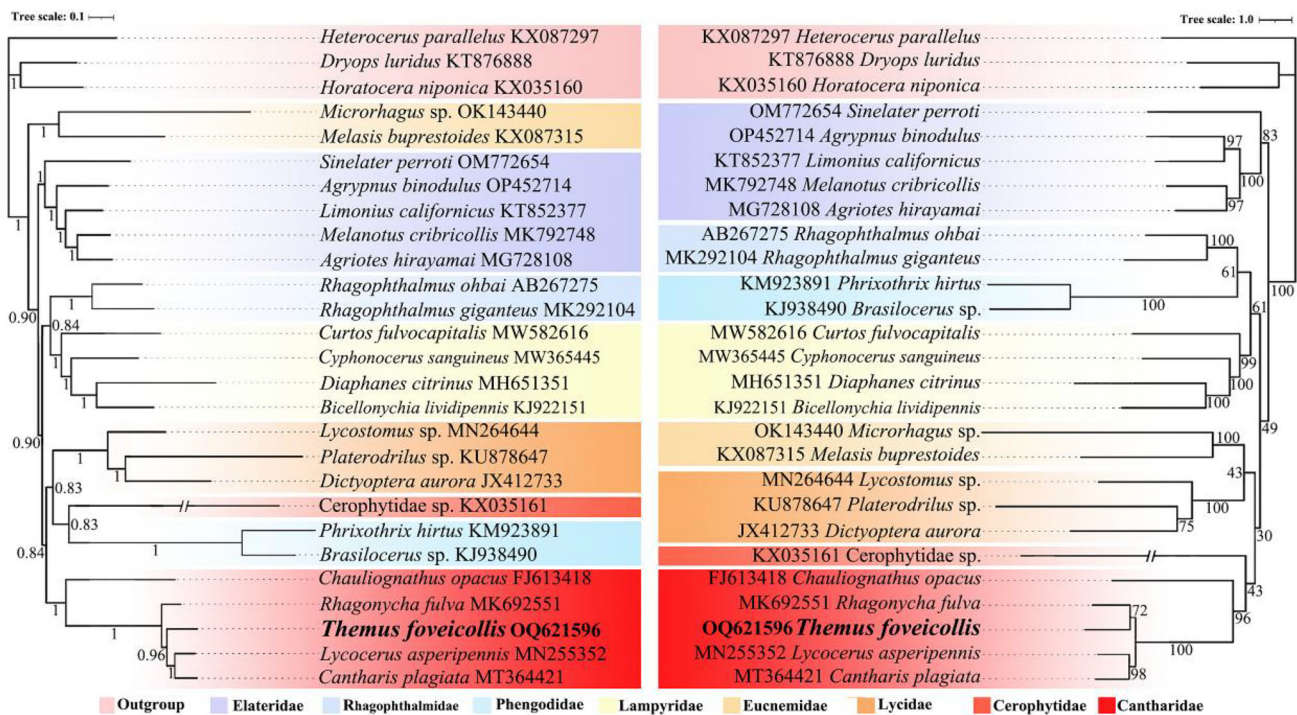 Tree scale: 0.1
Tree scale: 1.0
Heterocerus parallelus KX087297
Dryops luridus KT876888
Horatocera niponica KX035160
Microrhagus sp. OK143440
Melasis buprestoides KX087315
Sinelater perroti OM772654
Agrypnus binodulus OP452714
Limonius californicus KT852377
Melanotus cribricollis MK792748
Agriotes hirayamai MG728108
Rhagophthalmus ohbai AB267275
Rhagophthalmus giganteus MK292104
Curtos fulvocapitalis MW582616
Cyphonocerus sanguineus MW365445
Diaphanes citrinus MH651351
Bicellonychia lividipennis KJ922151
Lycostomus sp. MN264644
Platerodrilus sp. KU878647
Dictyoptera aurora JX412733
Cerophytidae sp. KX035161
Phrixothrix hirtus KM923891
Brasilocerus sp. KJ938490
Chauliognathus opacus FJ613418
Rhagonycha fulva MK692551
Themus foveicollis OQ621596
Lycocerus asperipennis MN255352
Cantharis plagiata MT364421
1
1
1
1
1
1
1
1
0.90
0.84
1
1
1
0.90
1
1
0.83
0.83
1
0.84
1
1
0.96
1
KX087297 Heterocerus parallelus
KT876888 Dryops luridus
KX035160 Horatocera niponica
OM772654 Sinelater perroti
OP452714 Agrypnus binodulus
KT852377 Limonius californicus
MK792748 Melanotus cribricollis
MG728108 Agriotes hirayamai
AB267275 Rhagophthalmus ohbai
MK292104 Rhagophthalmus giganteus
KM923891 Phrixothrix hirtus
KJ938490 Brasilocerus sp.
MW582616 Curtos fulvocapitalis
MW365445 Cyphonocerus sanguineus
MH651351 Diaphanes citrinus
KJ922151 Bicellonychia lividipennis
OK143440 Microrhagus sp.
KX087315 Melasis buprestoides
MN264644 Lycostomus sp.
KU878647 Platerodrilus sp.
JX412733 Dictyoptera aurora
KX035161 Cerophytidae sp.
FJ613418 Chauliognathus opacus
MK692551 Rhagonycha fulva
OQ621596 Themus foveicollis
MN255352 Lycocerus asperipennis
MT364421 Cantharis plagiata
83
97
100
97
100
61
100
100
61
99
100
100
49
100
43
100
75
30
43
72
96
100
98
Outgroup
Elateridae
Rhagophthalmidae
Phengodidae
Lampyridae
Eucnemidae
Lycidae
Cerophytidae
Cantharidae